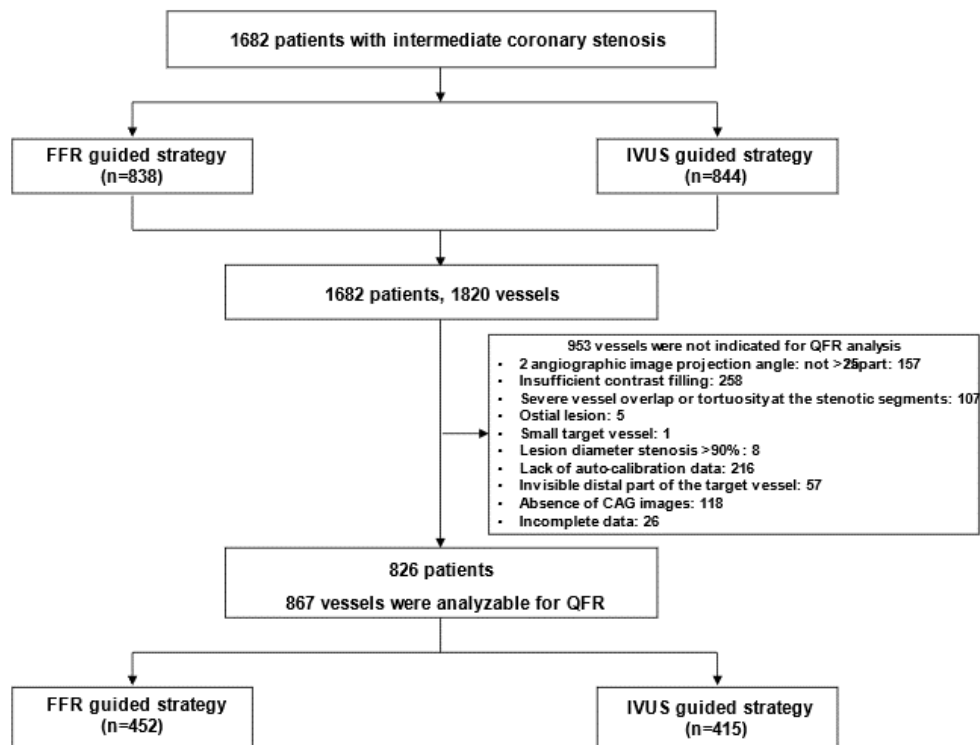 1682 patients with intermediate coronary stenosis
FFR guided strategy
(n=838)
IVUS guided strategy
(n=844)
1682 patients, 1820 vessels
953 vessels were not indicated for QFR analysis
• 2 angiographic image projection angle: not >25apart: 157
• Insufficient contrast filling: 258
• Severe vessel overlap or tortuosity at the stenotic segments: 107
• Ostial lesion: 5
• Small target vessel: 1
• Lesion diameter stenosis >90% : 8
• Lack of auto-calibration data: 216
• Invisible distal part of the target vessel: 57
• Absence of CAG images: 118
• Incomplete data: 26
826 patients
867 vessels were analyzable for QFR
FFR guided strategy
(n=452)
IVUS guided strategy
(n=415)